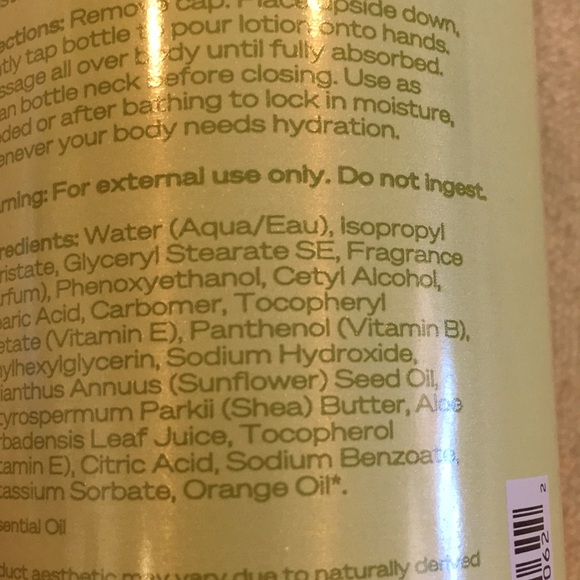 ections: Remove cap. Place upside down,
ntly tap bottle to pour lotion onto hands.
ssage all over body until fully absorbed.
an bottle neck before closing. Use as
ded or after bathing to lock in moisture,
enever your body needs hydration.
rning: For external use only. Do not ingest.
redients: Water (Aqua/Eau), Isopropyl
ristate, Glyceryl Stearate SE, Fragrance
rfum), Phenoxyethanol, Cetyl Alcohol,
aric Acid, Carbomer, Tocopheryl
etate (Vitamin E), Panthenol (Vitamin B),
ylhexylglycerin, Sodium Hydroxide,
ianthus Annuus (Sunflower) Seed Oil,
tyrospermum Parkii (Shea) Butter, Aloe
rbadensis Leaf Juice, Tocopherol
tamin E), Citric Acid, Sodium Benzoate,
tassium Sorbate, Orange Oil*.
sential Oil
duct aesthetic may vary due to naturally derived
062 2